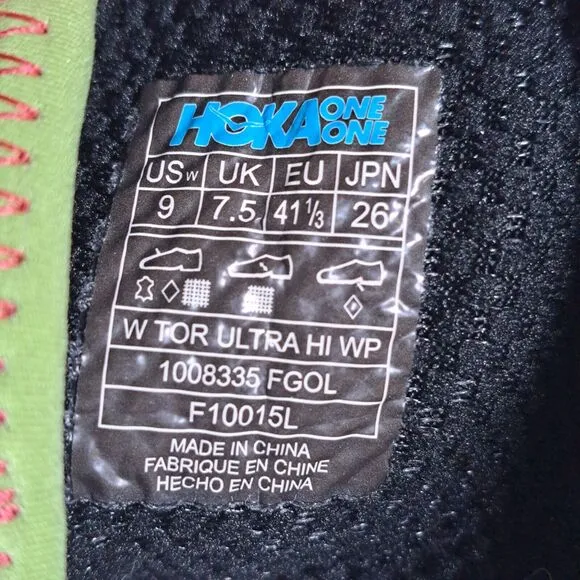 HOKA ONE ONE
USW UK EU JPN
9 7.5 41 1/3 26
W TOR ULTRA HI WP
1008335 FGOL
F10015L
MADE IN CHINA
FABRIQUE EN CHINE
HECHO EN CHINA